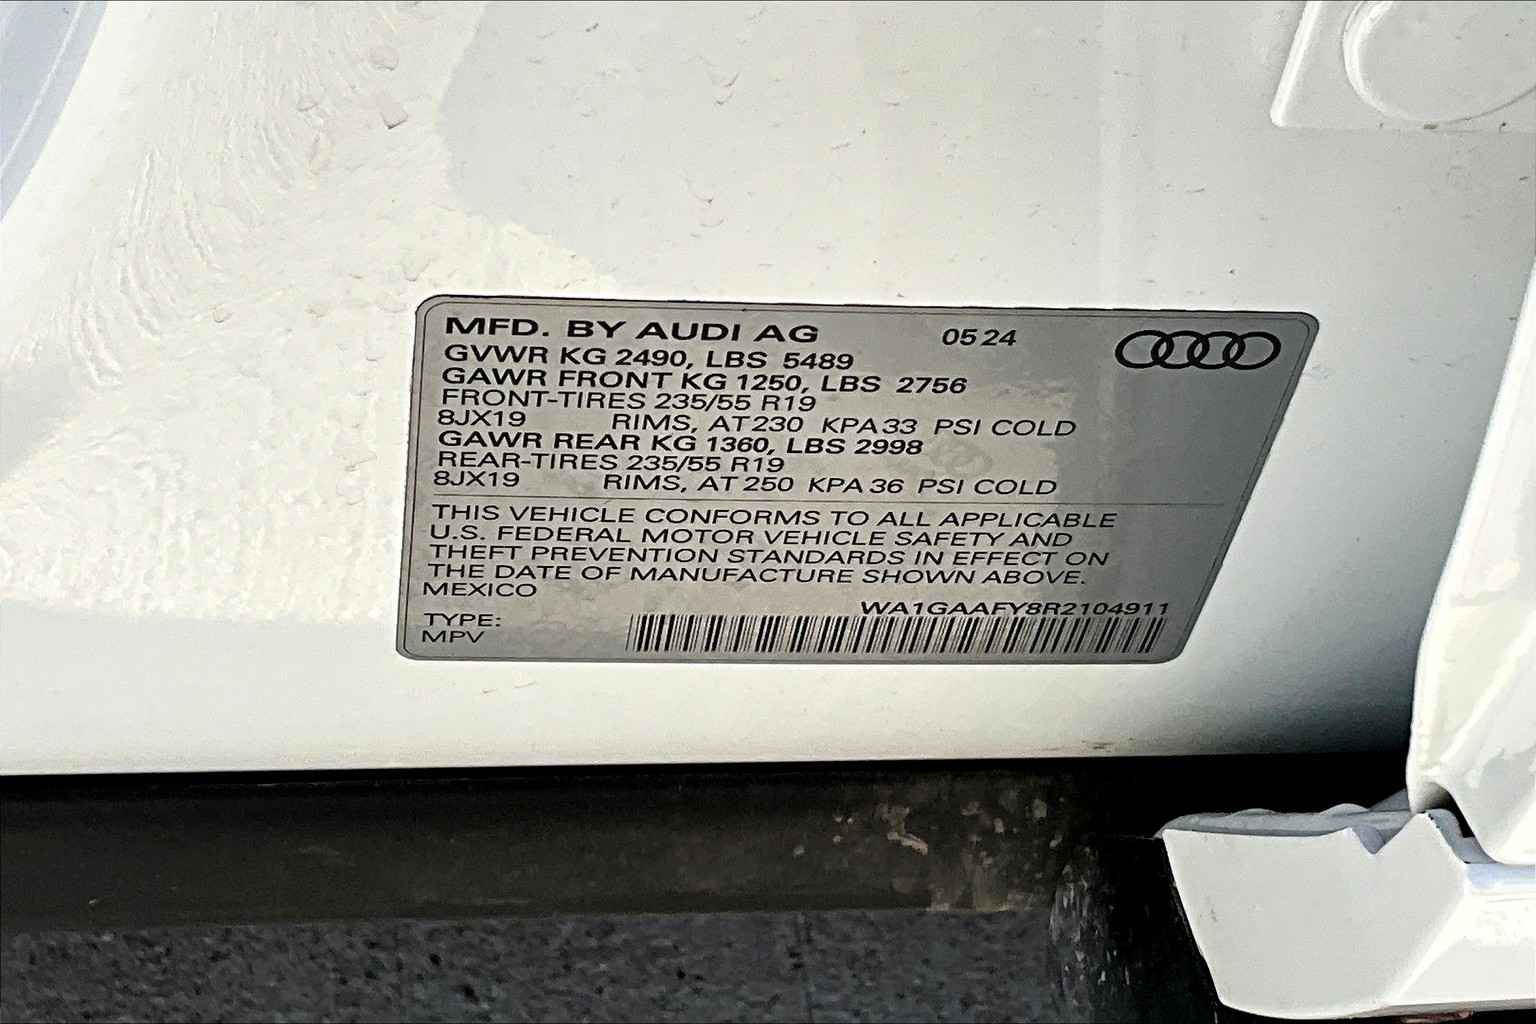 MFD. BY AUDI AG 05 24
GVWR KG 2490, LBS 5489
GAWR FRONT KG 1250, LBS 2756
FRONT-TIRES 235/55 R19
8JX19 RIMS, AT 230 KPA 33 PSI COLD
GAWR REAR KG 1360, LBS 2998
REAR-TIRES 235/55 R19
8JX19 RIMS, AT 250 KPA 36 PSI COLD
THIS VEHICLE CONFORMS TO ALL APPLICABLE
U.S. FEDERAL MOTOR VEHICLE SAFETY AND
THEFT PREVENTION STANDARDS IN EFFECT ON
THE DATE OF MANUFACTURE SHOWN ABOVE.
MEXICO
WA1GAAFY8R2104911
TYPE:
MPV